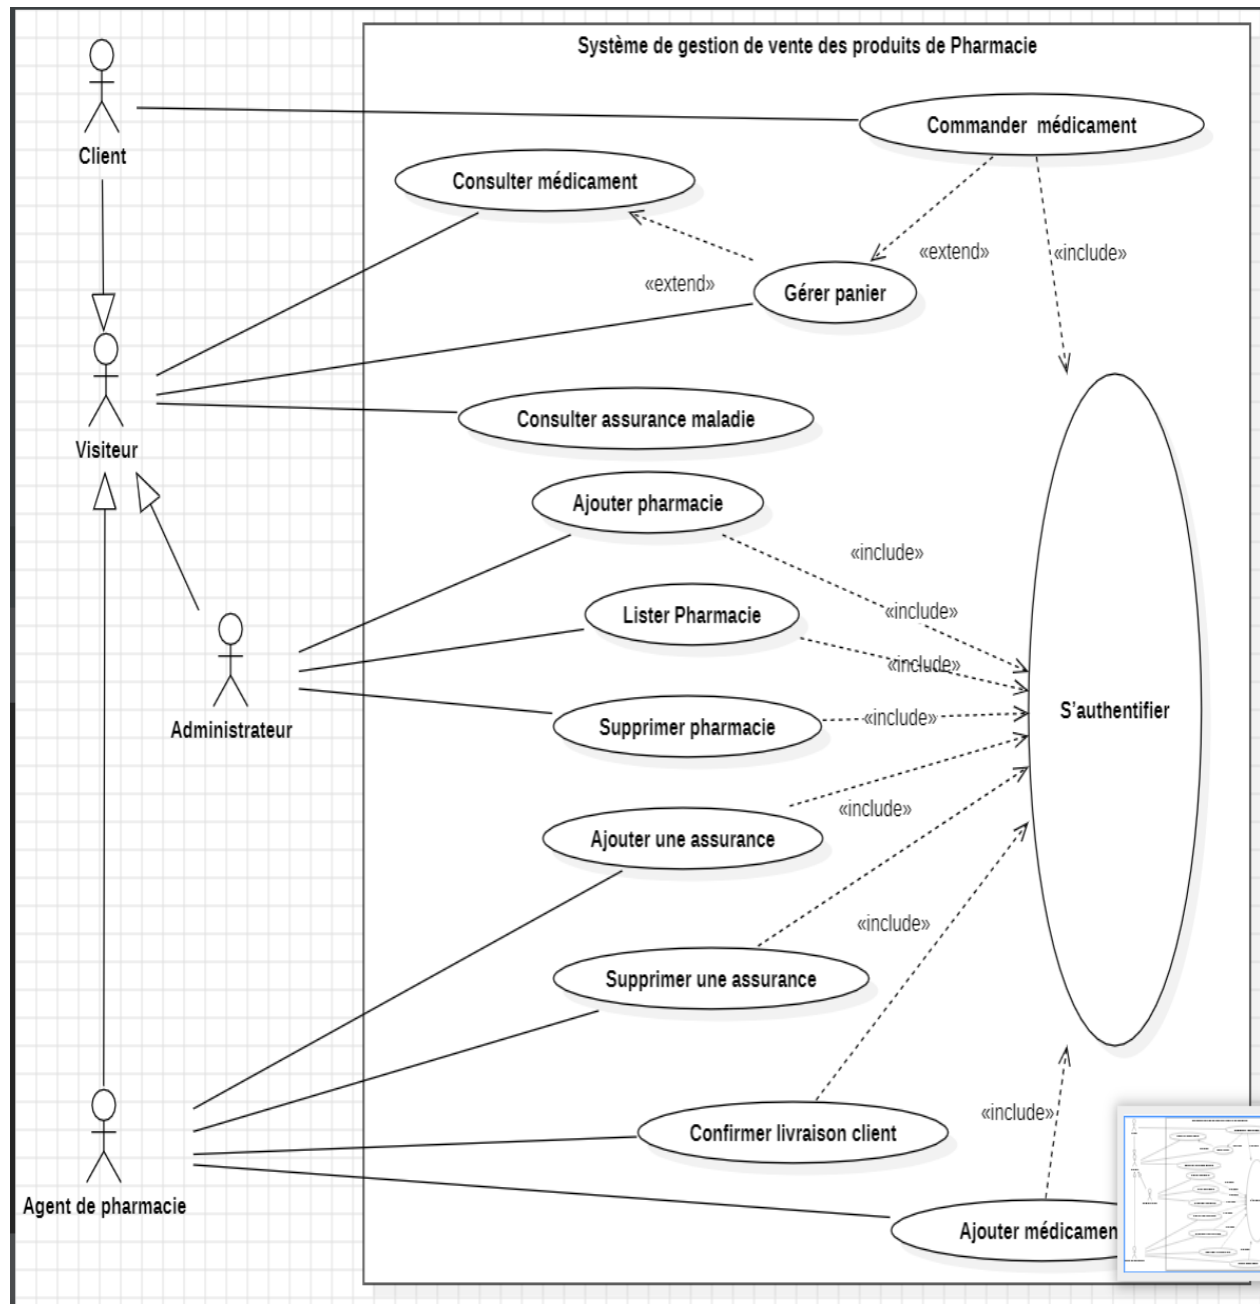 Système de gestion de vente des produits de Pharmacie
Client
Commander médicament
Consulter médicament
«extend»
«include»
«extend»
Gérer panier
Visiteur
Consulter assurance maladie
Ajouter pharmacie
«include»
Lister Pharmacie
«include»
«include»
Administrateur
Supprimer pharmacie
«include»
S'authentifier
«include»
Ajouter une assurance
«include»
Supprimer une assurance
«include»
Confirmer livraison client
Agent de pharmacie
Ajouter médicamen